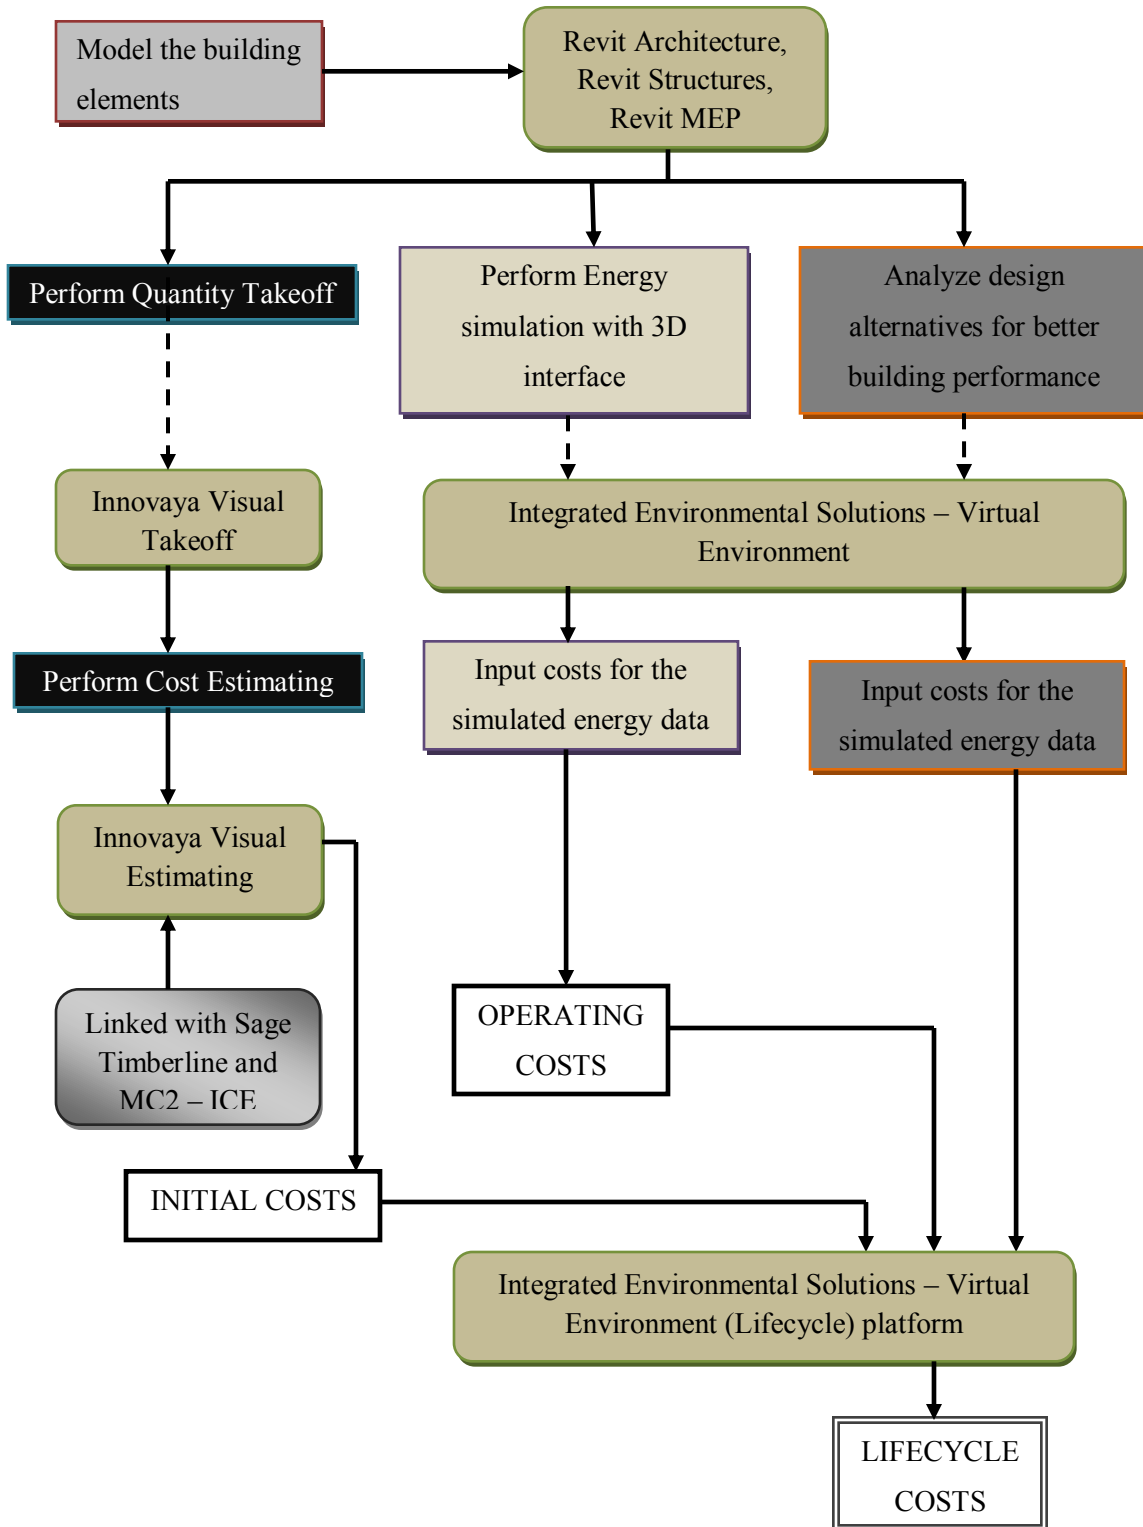 Model the building
elements
Revit Architecture,
Revit Structures,
Revit MEP
Perform Quantity Takeoff
Perform Energy
simulation with 3D
interface
Analyze design
alternatives for better
building performance
Innovaya Visual
Takeoff
Integrated Environmental Solutions – Virtual
Environment
Perform Cost Estimating
Input costs for the
simulated energy data
Input costs for the
simulated energy data
Innovaya Visual
Estimating
Linked with Sage
Timberline and
MC2 – ICE
OPERATING
COSTS
INITIAL COSTS
Integrated Environmental Solutions – Virtual
Environment (Lifecycle) platform
LIFECYCLE
COSTS